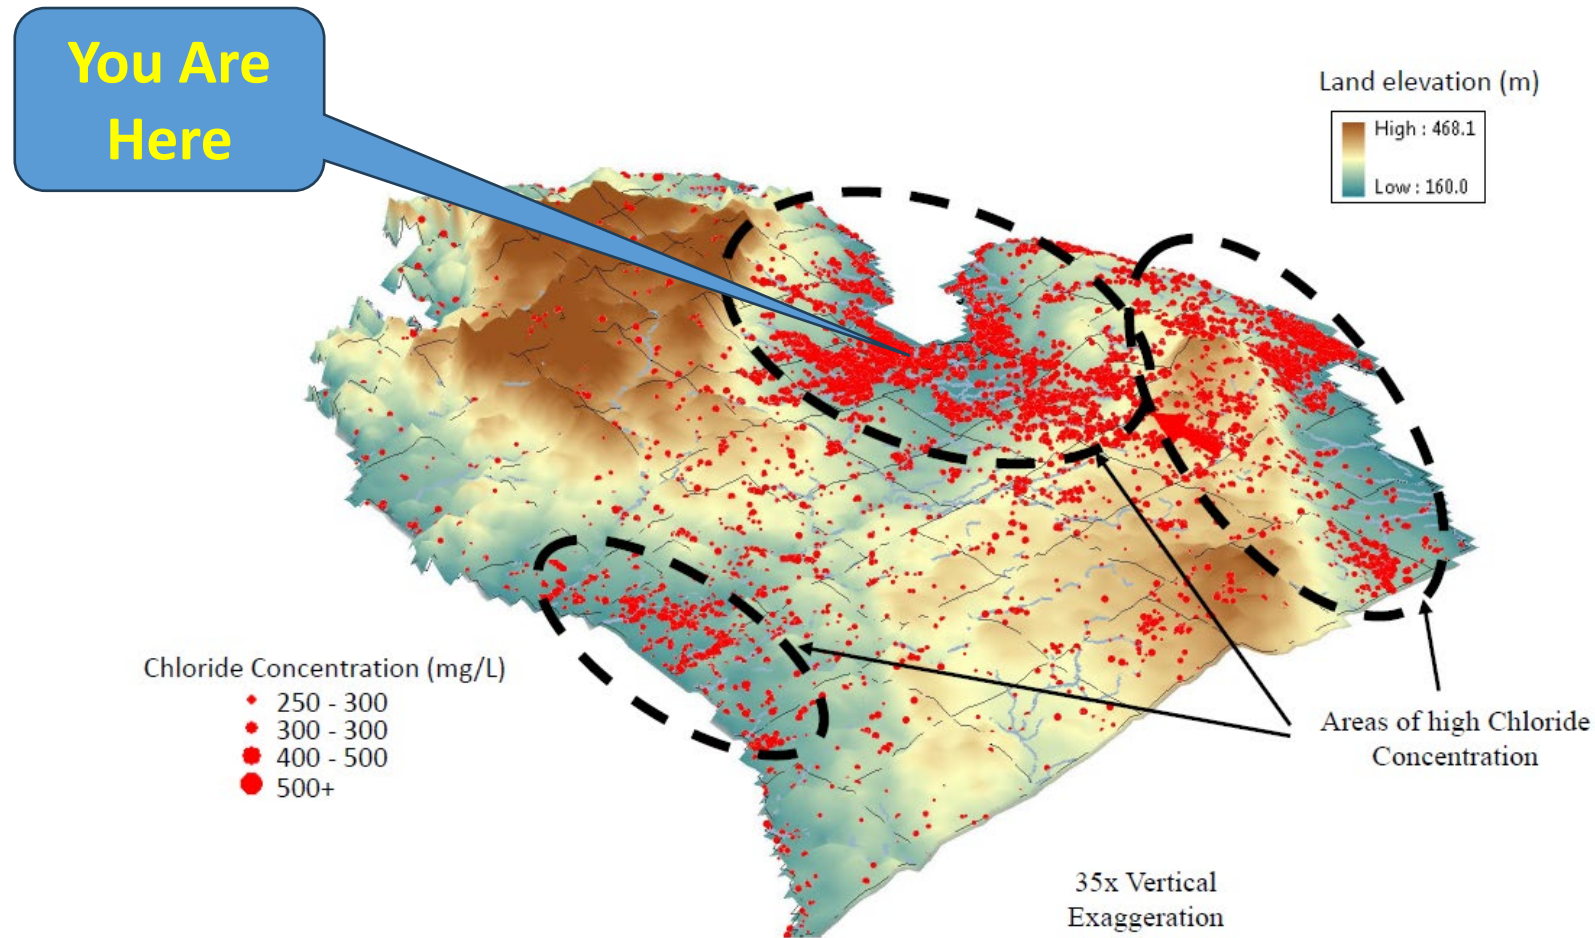 You Are
Here
Land elevation (m)
High : 468.1
Low : 160.0
Chloride Concentration (mg/L)
250 - 300
300 - 300
400 - 500
500+
Areas of high Chloride
Concentration
35x Vertical
Exaggeration